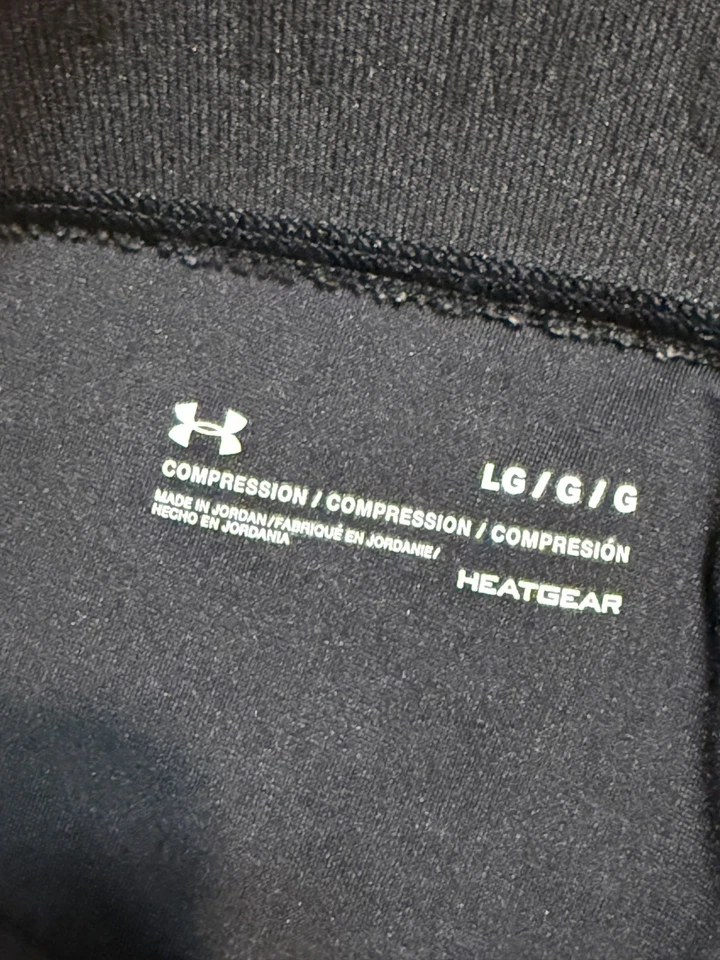 LG / G / G
COMPRESSION / COMPRESSION / COMPRESIÓN
MADE IN JORDAN/FABRIQUÉ EN JORDANIE/
HECHO EN JORDANIA
HEATGEAR